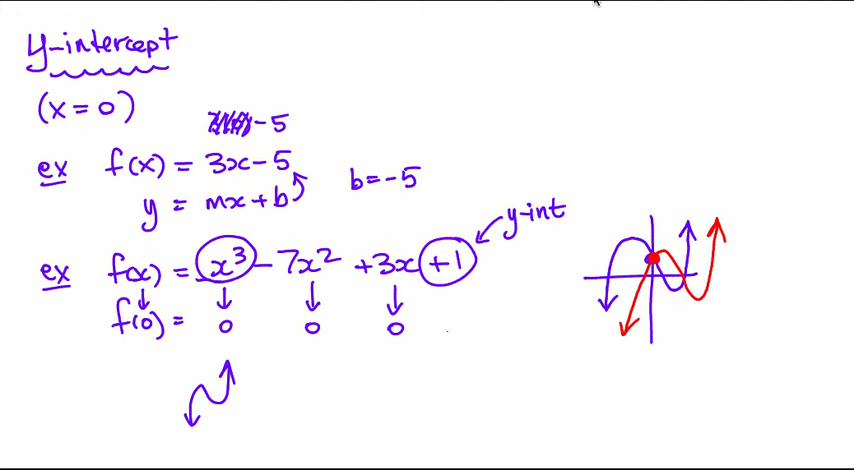 y-intercept
(x = 0)
- 5
ex f(x) = 3x - 5
y = mx + b
b = -5
y-int
ex f(x) = x³ - 7x² + 3x + 1
f(0) = 0 0 0